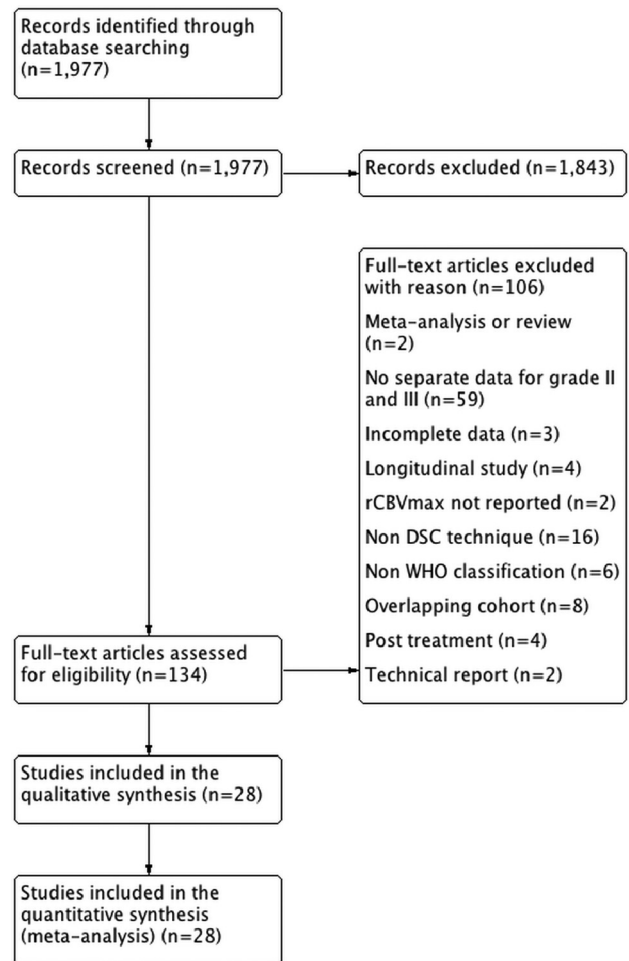 Records identified through
database searching
(n=1,977)
Records screened (n=1,977)
Records excluded (n=1,843)
Full-text articles excluded
with reason (n=106)
Meta-analysis or review
(n=2)
No separate data for grade II
and III (n=59)
Incomplete data (n=3)
Longitudinal study (n=4)
rCBVmax not reported (n=2)
Non DSC technique (n=16)
Non WHO classification (n=6)
Overlapping cohort (n=8)
Post treatment (n=4)
Technical report (n=2)
Full-text articles assessed
for eligibility (n=134)
Studies included in the
qualitative synthesis (n=28)
Studies included in the
quantitative synthesis
(meta-analysis) (n=28)